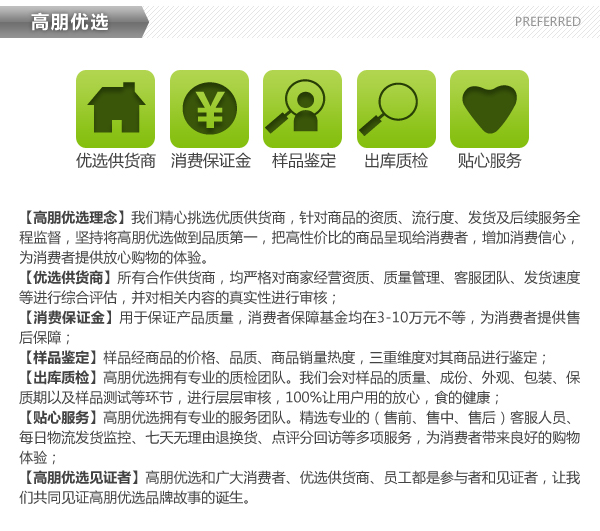 高朋优选
PREFERRED
优选供货商 消费保证金 样品鉴定 出库质检 贴心服务
【高朋优选理念】我们精心挑选优质供货商，针对商品的资质、流行度、发货及后续服务全
程监督，坚持将高朋优选做到品质第一，把高性价比的商品呈现给消费者，增加消费信心，
为消费者提供放心购物的体验。
【优选供货商】所有合作供货商，均严格对商家经营资质、质量管理、客服团队、发货速度
等进行综合评估，并对相关内容的真实性进行审核；
【消费保证金】用于保证产品质量，消费者保障基金均在3-10万元不等，为消费者提供售
后保障；
【样品鉴定】样品经商品的价格、品质、商品销量热度，三重维度对其商品进行鉴定；
【出库质检】高朋优选拥有专业的质检团队。我们会对样品的质量、成份、外观、包装、保
质期以及样品测试等环节，进行层层审核，100%让用户用的放心，食的健康；
【贴心服务】高朋优选拥有专业的服务团队。精选专业的（售前、售中、售后）客服人员、
每日物流发货监控、七天无理由退换货、点评分回访等多项服务，为消费者带来良好的购物
体验；
【高朋优选见证者】高朋优选和广大消费者、优选供货商、员工都是参与者和见证者，让我
们共同见证高朋优选品牌故事的诞生。